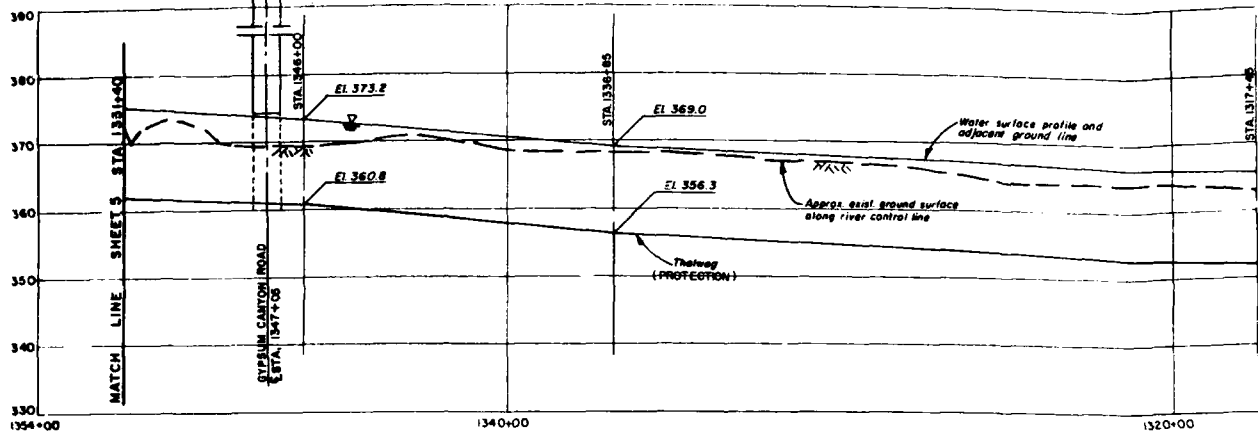 390
380
370
360
350
340
330
MATCH LINE SHEET 5 STA. 1351+40
GYPSUM CANYON ROAD
℄ STA. 1347+05
STA. 1346+00
El. 373.2
El. 360.8
STA. 1336+85
El. 369.0
El. 356.3
Thalwag
(PROTECTION)
Water surface profile and
adjacent ground line
Approx. exist. ground surface
along river control line
STA. 1317+45
1354+00
1340+00
1320+00